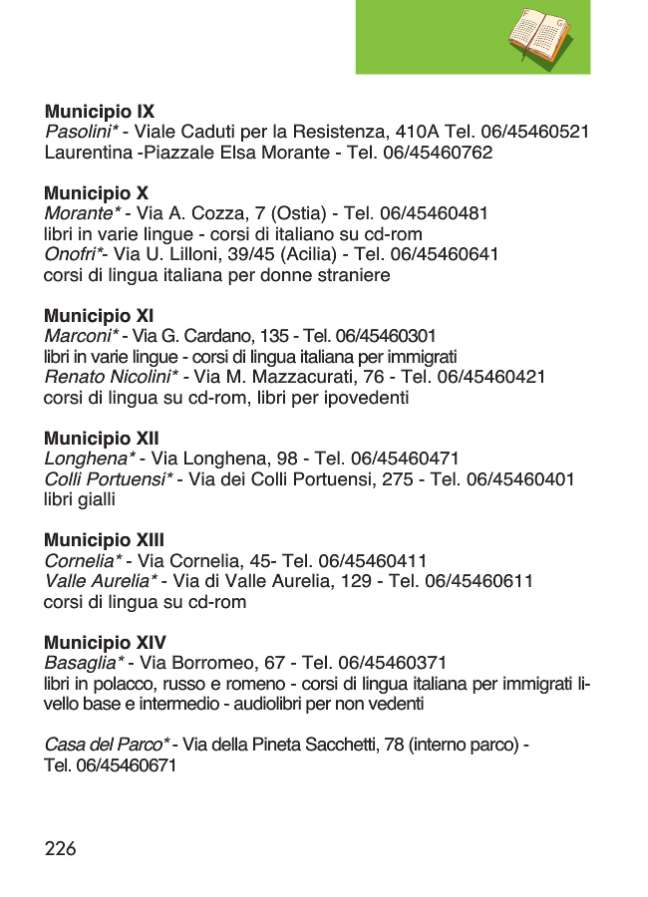 Municipio IX
Pasolini* - Viale Caduti per la Resistenza, 410A Tel. 06/45460521
Laurentina -Piazzale Elsa Morante - Tel. 06/45460762
Municipio X
Morante* - Via A. Cozza, 7 (Ostia) - Tel. 06/45460481
libri in varie lingue - corsi di italiano su cd-rom
Onofri*- Via U. Lilloni, 39/45 (Acilia) - Tel. 06/45460641
corsi di lingua italiana per donne straniere
Municipio XI
Marconi* - Via G. Cardano, 135 - Tel. 06/45460301
libri in varie lingue - corsi di lingua italiana per immigrati
Renato Nicolini* - Via M. Mazzacurati, 76 - Tel. 06/45460421
corsi di lingua su cd-rom, libri per ipovedenti
Municipio XII
Longhena* - Via Longhena, 98 - Tel. 06/45460471
Colli Portuensi* - Via dei Colli Portuensi, 275 - Tel. 06/45460401
libri gialli
Municipio XIII
Cornelia* - Via Cornelia, 45- Tel. 06/45460411
Valle Aurelia* - Via di Valle Aurelia, 129 - Tel. 06/45460611
corsi di lingua su cd-rom
Municipio XIV
Basaglia* - Via Borromeo, 67 - Tel. 06/45460371
libri in polacco, russo e romeno - corsi di lingua italiana per immigrati li-
vello base e intermedio - audiolibri per non vedenti
Casa del Parco* - Via della Pineta Sacchetti, 78 (interno parco) -
Tel. 06/45460671
226